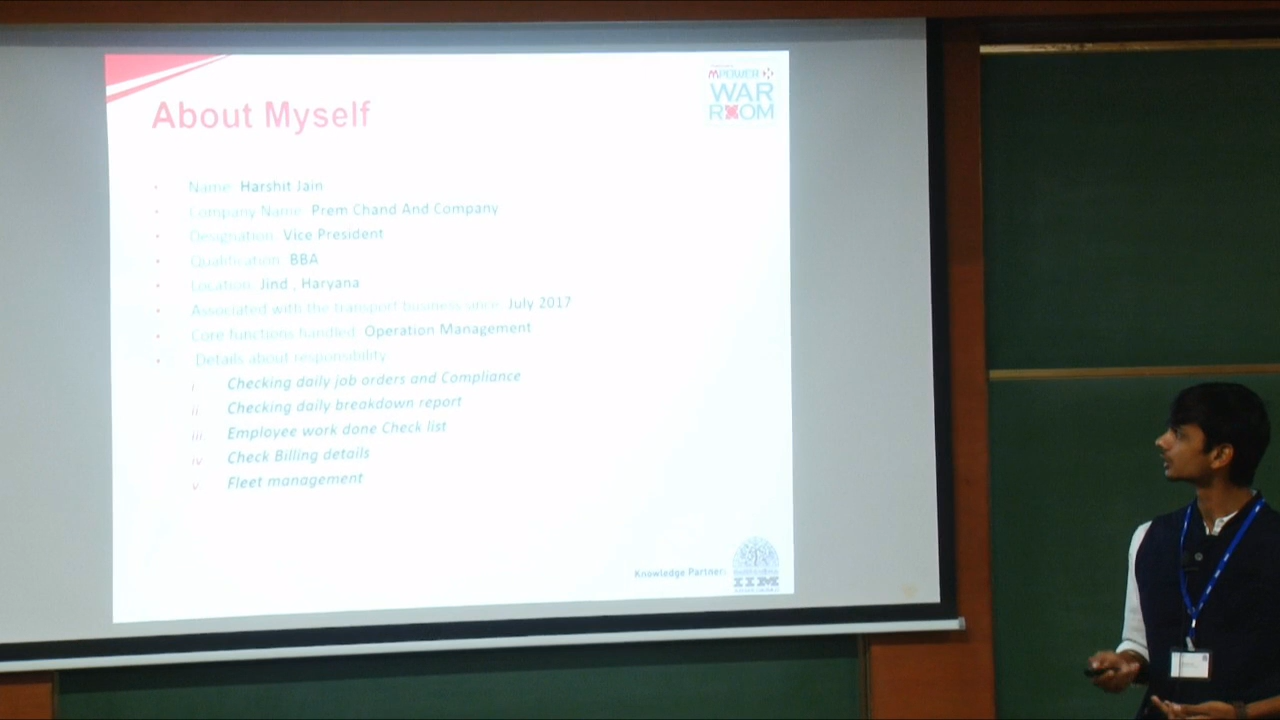 About Myself
MPOWER
WAR
ROOM
Name: Harshit Jain
Company Name: Prem Chand And Company
Designation: Vice President
Qualification: BBA
Location: Jind , Haryana
Associated with the transport business since: July 2017
Core functions handled: Operation Management
Details about responsibility:
i Checking daily job orders and Compliance
ii Checking daily breakdown report
iii Employee work done Check list
iv Check Billing details
v Fleet management
Knowledge Partner:
IIM